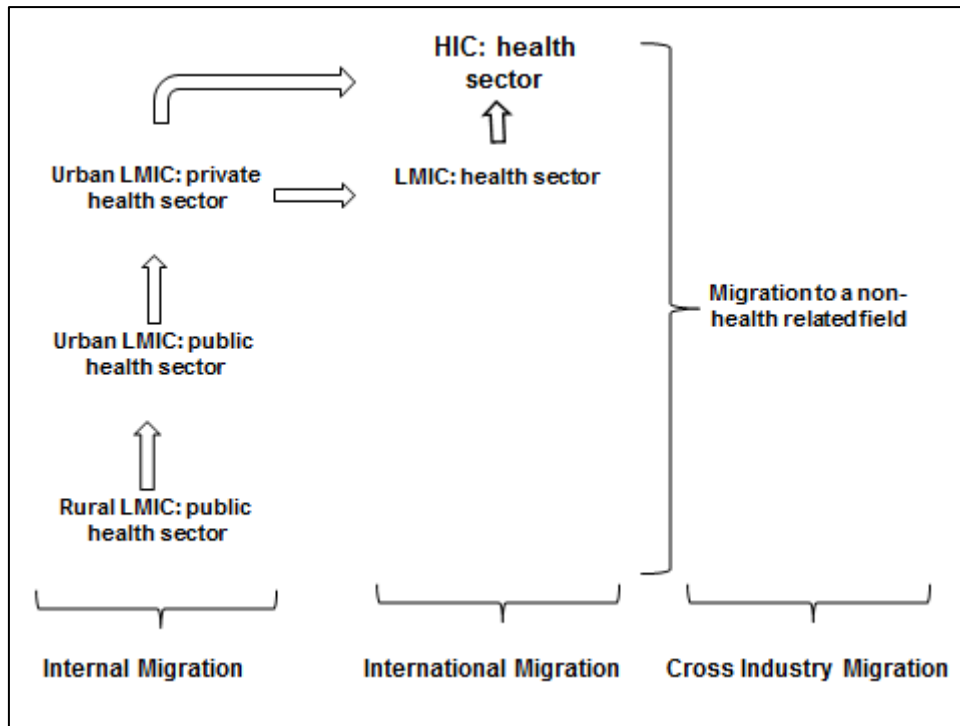 HIC: health
sector
Urban LMIC: private
health sector
LMIC: health sector
Migration to a non-
health related field
Urban LMIC: public
health sector
Rural LMIC: public
health sector
Internal Migration
International Migration
Cross Industry Migration